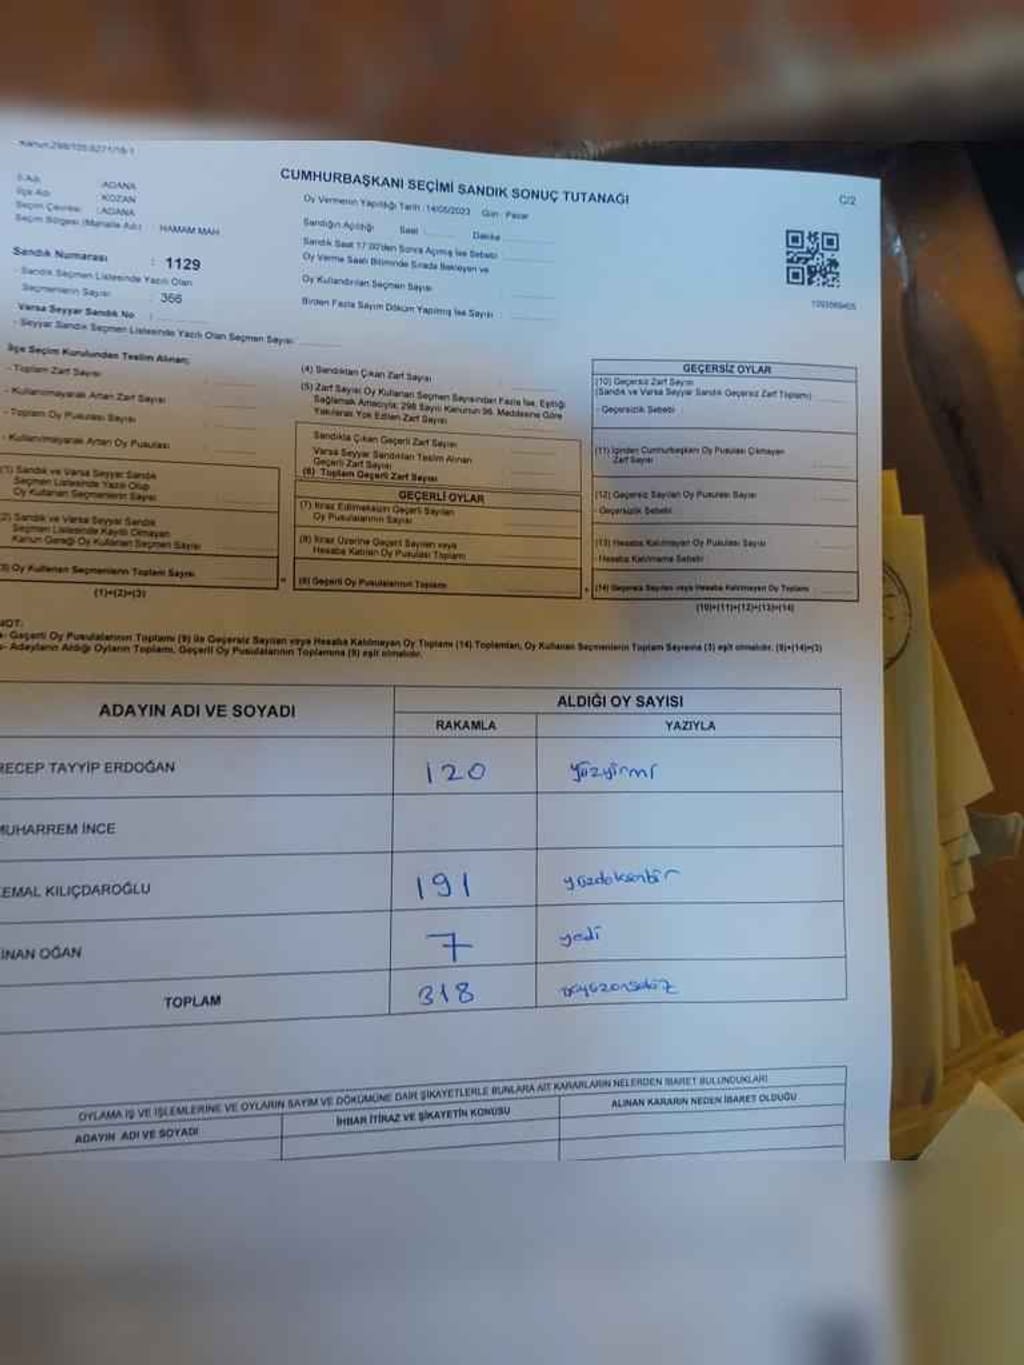 CUMHURBAŞKANI SEÇİMİ SANDIK SONUÇ TUTANAĞI
C/2
İli Adı : ADANA
İlçe Adı : KOZAN
Seçim Çevresi : ADANA
Seçim Bölgesi (Mahalle Adı) : HAMAM MAH
Sandık Numarası : 1129
- Sandık Seçmen Listesinde Yazılı Olan
Seçmenlerin Sayısı : 366
Varsa Seyyar Sandık No :
- Seyyar Sandık Seçmen Listesinde Yazılı Olan Seçmen Sayısı
Oy Vermenin Yapıldığı Tarih : 14/05/2023 Gün : Pazar
Sandığın Açıldığı Saat Dakika
Sandık Saat 17:00'den Sonra Açılmış İse Sebebi
Oy Verme Saati Bitiminde Sırada Bekleyen ve
Oy Kullandırılan Seçmen Sayısı
Birden Fazla Sayım Döküm Yapılmış İse Sayısı
İlçe Seçim Kurulundan Teslim Alınan;
- Toplam Zarf Sayısı
- Kullanılmayarak Artan Zarf Sayısı
- Toplam Oy Pusulası Sayısı
- Kullanılmayarak Artan Oy Pusulası
(1) Sandık ve Varsa Seyyar Sandık
Seçmen Listesinde Yazılı Olup
Oy Kullanan Seçmenlerin Sayısı
(2) Sandık ve Varsa Seyyar Sandık
Seçmen Listesinde Kayıtlı Olmayan
Kanun Gereği Oy Kullanan Seçmen Sayısı
(3) Oy Kullanan Seçmenlerin Toplam Sayısı
(1)+(2)=(3)
(4) Sandıktan Çıkan Zarf Sayısı
(5) Zarf Sayısı Oy Kullanan Seçmen Sayısından Fazla İse, Eşitliği
Sağlamak Amacıyla; 298 Sayılı Kanunun 98. Maddesine Göre
Yakılarak Yok Edilen Zarf Sayısı
Sandıkta Çıkan Geçerli Zarf Sayısı
Varsa Seyyar Sandıktan Teslim Alınan
Geçerli Zarf Sayısı
(6) Toplam Geçerli Zarf Sayısı
GEÇERLİ OYLAR
(7) İtiraz Edilmeksizin Geçerli Sayılan
Oy Pusulalarının Sayısı
(8) İtiraz Üzerine Geçerli Sayılan veya
Hesaba Katılan Oy Pusulası Toplamı
(9) Geçerli Oy Pusulalarının Toplamı
GEÇERSİZ OYLAR
(10) Geçersiz Zarf Sayısı
(Sandık ve Varsa Seyyar Sandık Geçersiz Zarf Toplamı)
- Geçersizlik Sebebi :
(11) İçinden Cumhurbaşkanı Oy Pusulası Çıkmayan
Zarf Sayısı
(12) Geçersiz Sayılan Oy Pusulası Sayısı
- Geçersizlik Sebebi
(13) Hesaba Katılmayan Oy Pusulası Sayısı
- Hesaba Katılmama Sebebi
(14) Geçersiz Sayılan veya Hesaba Katılmayan Oy Toplamı
(10)+(11)+(12)+(13)=(14)
NOT:
a- Geçerli Oy Pusulalarının Toplamı (9) ile Geçersiz Sayılan veya Hesaba Katılmayan Oy Toplamı (14) Toplamları, Oy Kullanan Seçmenlerin Toplam Sayısına (3) eşit olmalıdır. (9)+(14)=(3)
b- Adayların Aldığı Oyların Toplamı, Geçerli Oy Pusulalarının Toplamına (9) eşit olmalıdır.
ADAYIN ADI VE SOYADI ALDIĞI OY SAYISI
RAKAMLA YAZIYLA
RECEP TAYYİP ERDOĞAN 120 yüzyirmi
MUHARREM İNCE
KEMAL KILIÇDAROĞLU 191 yüzdoksanbir
SİNAN OĞAN 7 yedi
TOPLAM 318 üçyüzonsekiz
OYLAMA İŞ VE İŞLEMLERİNE VE OYLARIN SAYIM VE DÖKÜMÜNE DAİR ŞİKAYETLERLE BUNLARA AİT KARARLARIN NELERDEN İBARET BULUNDUKLARI
ADAYIN ADI VE SOYADI İHBAR İTİRAZ VE ŞİKAYETİN KONUSU ALINAN KARARIN NEDEN İBARET OLDUĞU